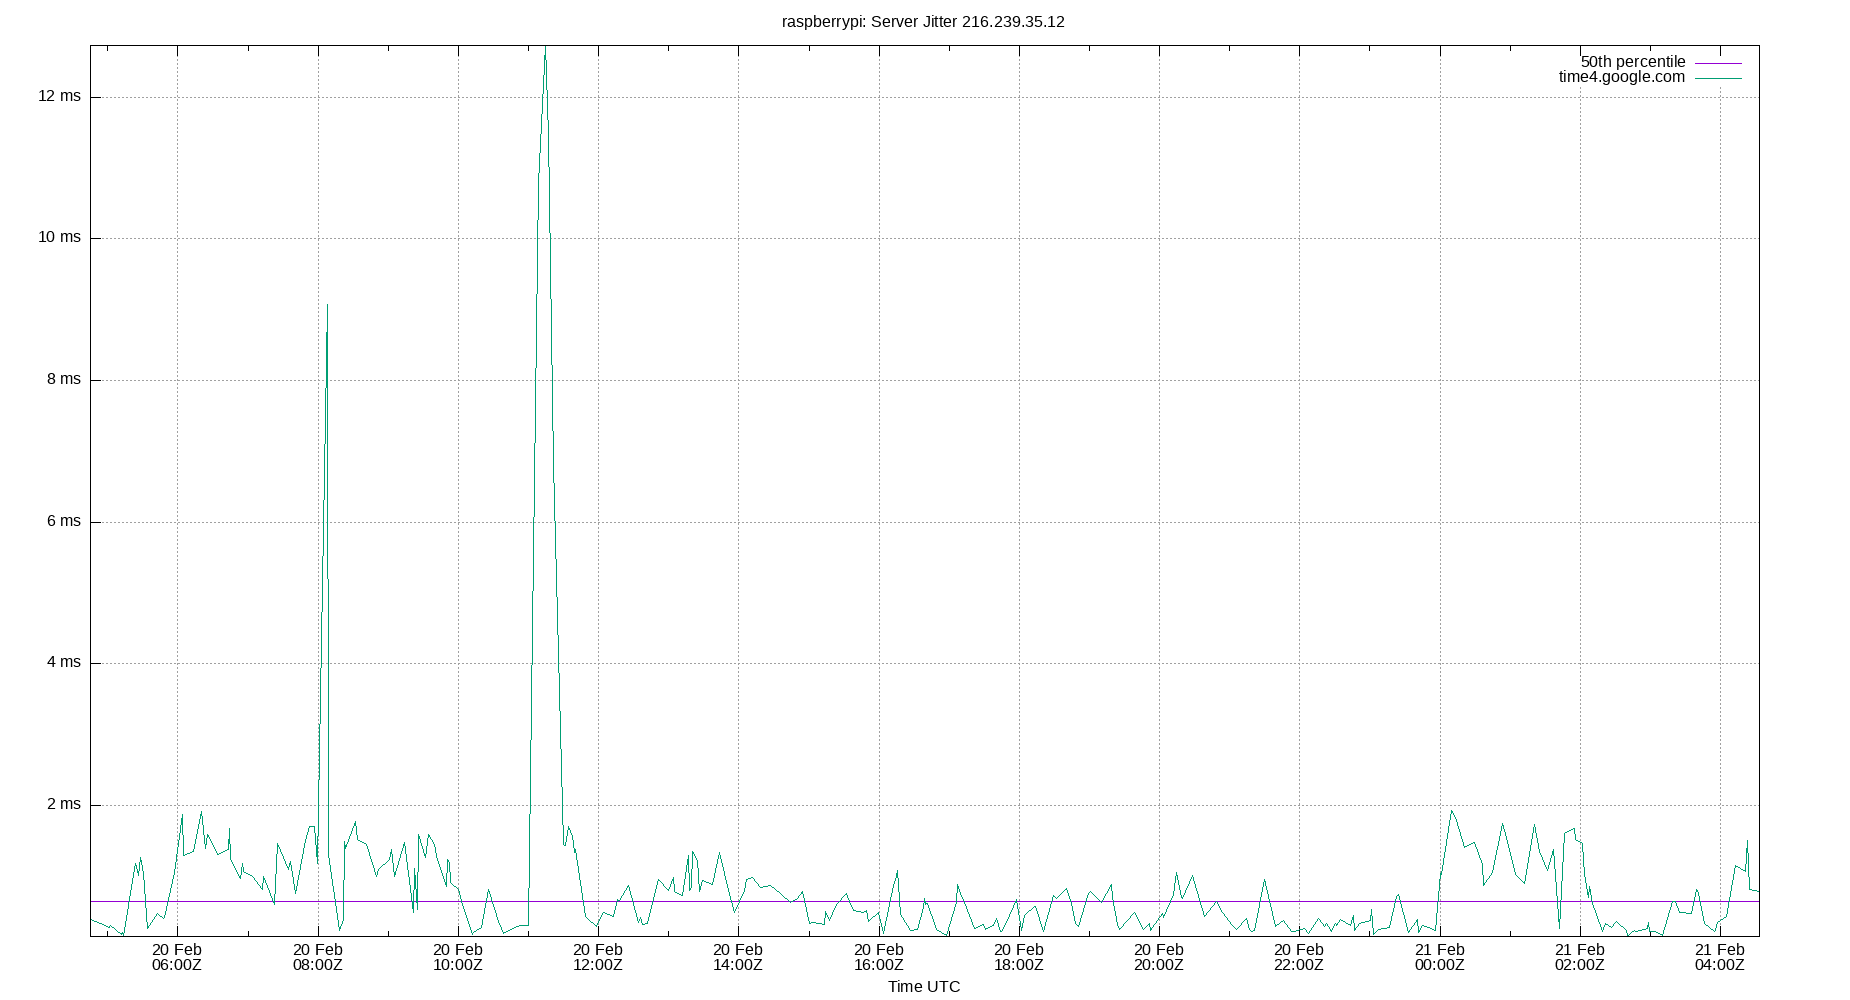 raspberrypi: Server Jitter 216.239.35.12
50th percentile
time4.google.com
12 ms
10 ms
8 ms
6 ms
4 ms
2 ms
20 Feb 20 Feb 20 Feb 20 Feb 20 Feb 20 Feb 20 Feb 20 Feb 20 Feb 21 Feb 21 Feb 21 Feb
06:00Z 08:00Z 10:00Z 12:00Z 14:00Z 16:00Z 18:00Z 20:00Z 22:00Z 00:00Z 02:00Z 04:00Z
Time UTC